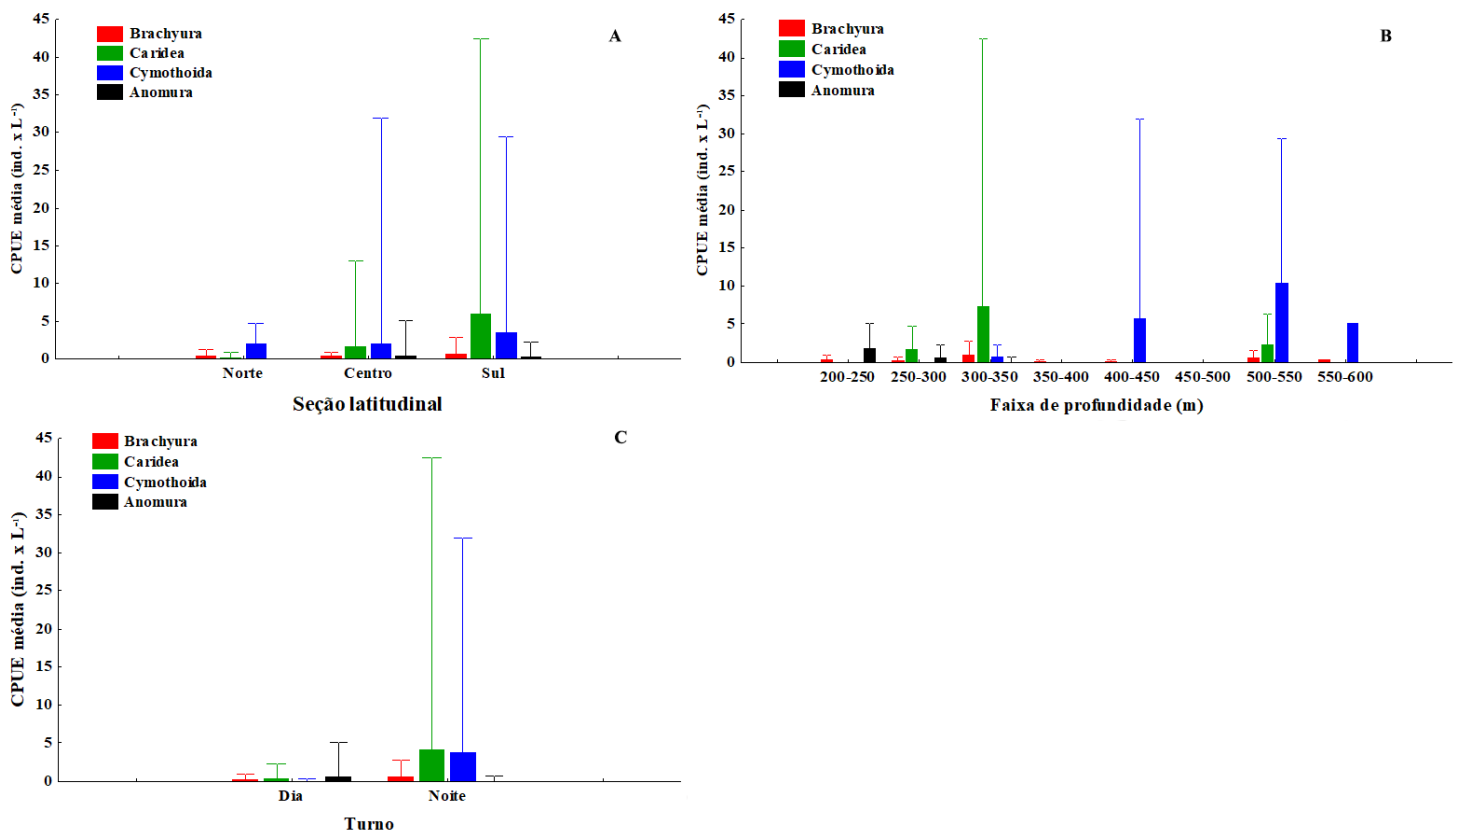 A
Brachyura
Caridea
Cymothoida
Anomura
CPUE média (ind. x L⁻¹)
45
40
35
30
25
20
15
10
5
0
Norte Centro Sul
Seção latitudinal
B
Brachyura
Caridea
Cymothoida
Anomura
CPUE média (ind. x L⁻¹)
45
40
35
30
25
20
15
10
5
0
200-250 250-300 300-350 350-400 400-450 450-500 500-550 550-600
Faixa de profundidade (m)
C
Brachyura
Caridea
Cymothoida
Anomura
CPUE média (ind. x L⁻¹)
45
40
35
30
25
20
15
10
5
0
Dia Noite
Turno